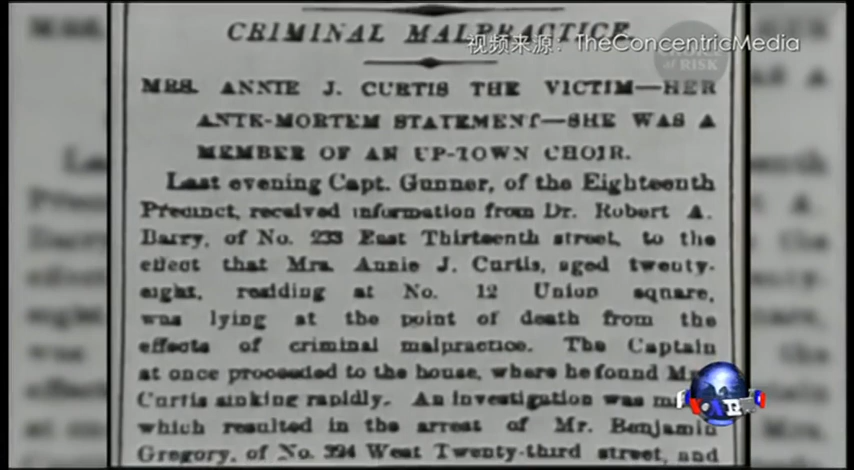 CRIMINAL MALPRACTICE.
视频来源：TheConcentricMedia
at RISK
MRS. ANNIE J. CURTIS THE VICTIM—HER
ANTE-MORTEM STATEMENT—SHE WAS A
MEMBER OF AN UP-TOWN CHOIR.
Last evening Capt. Gunner, of the Eighteenth
Precinct, received information from Dr. Robert A.
Barry, of No. 233 East Thirteenth street, to the
effect that Mrs. Annie J. Curtis, aged twenty-
eight, residing at No. 12 Union square,
was lying at the point of death from the
effects of criminal malpractice. The Captain
at once proceeded to the house, where he found
Curtis sinking rapidly. An investigation was
which resulted in the arrest of Mr. Benjamin
Gregory, of No. 324 West Twenty-third street, and
VOA